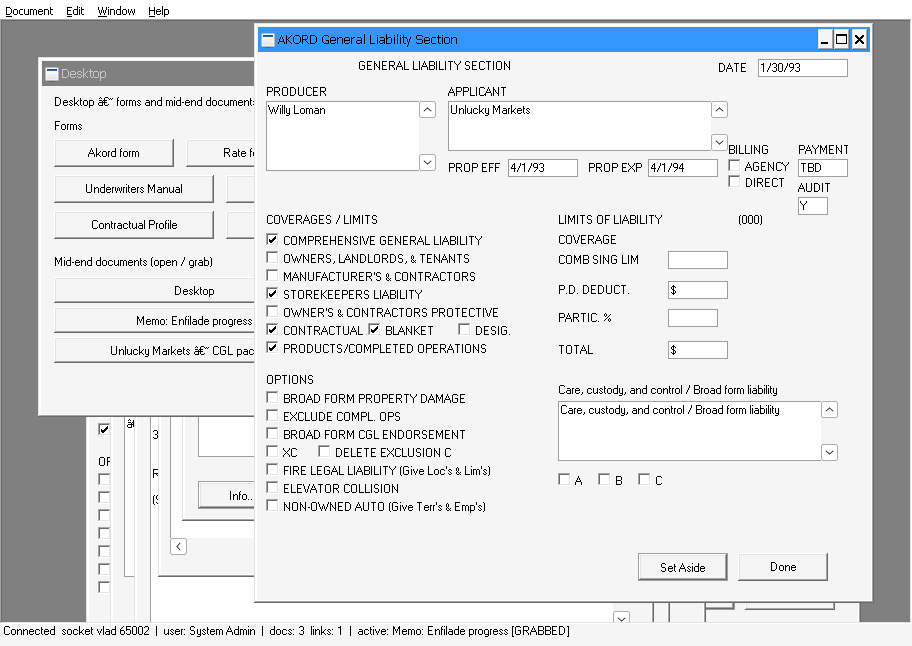 Document Edit Window Help
AKORD General Liability Section
GENERAL LIABILITY SECTION
DATE 1/30/93
PRODUCER
Willy Loman
APPLICANT
Unlucky Markets
PROP EFF 4/1/93 PROP EXP 4/1/94
BILLING
AGENCY
DIRECT
PAYMENT
TBD
AUDIT
Y
COVERAGES / LIMITS
COMPREHENSIVE GENERAL LIABILITY
OWNERS, LANDLORDS, & TENANTS
MANUFACTURER'S & CONTRACTORS
STOREKEEPERS LIABILITY
OWNER'S & CONTRACTORS PROTECTIVE
CONTRACTUAL BLANKET DESIG.
PRODUCTS/COMPLETED OPERATIONS
LIMITS OF LIABILITY (000)
COVERAGE
COMB SING LIM
P.D. DEDUCT. $
PARTIC. %
TOTAL $
OPTIONS
BROAD FORM PROPERTY DAMAGE
EXCLUDE COMPL. OPS
BROAD FORM CGL ENDORSEMENT
XC DELETE EXCLUSION C
FIRE LEGAL LIABILITY (Give Loc's & Lim's)
ELEVATOR COLLISION
NON-OWNED AUTO (Give Terr's & Emp's)
Care, custody, and control / Broad form liability
Care, custody, and control / Broad form liability
A B C
Set Aside Done
Desktop
Desktop â€˜ forms and mid-end document
Forms
Akord form Rate f
Underwriters Manual
Contractual Profile
Mid-end documents (open / grab)
Desktop
Memo: Enfilade progress
Unlucky Markets â€˜ CGL pac
Info..
Connected socket vlad 65002 | user: System Admin | docs: 3 links: 1 | active: Memo: Enfilade progress [GRABBED]